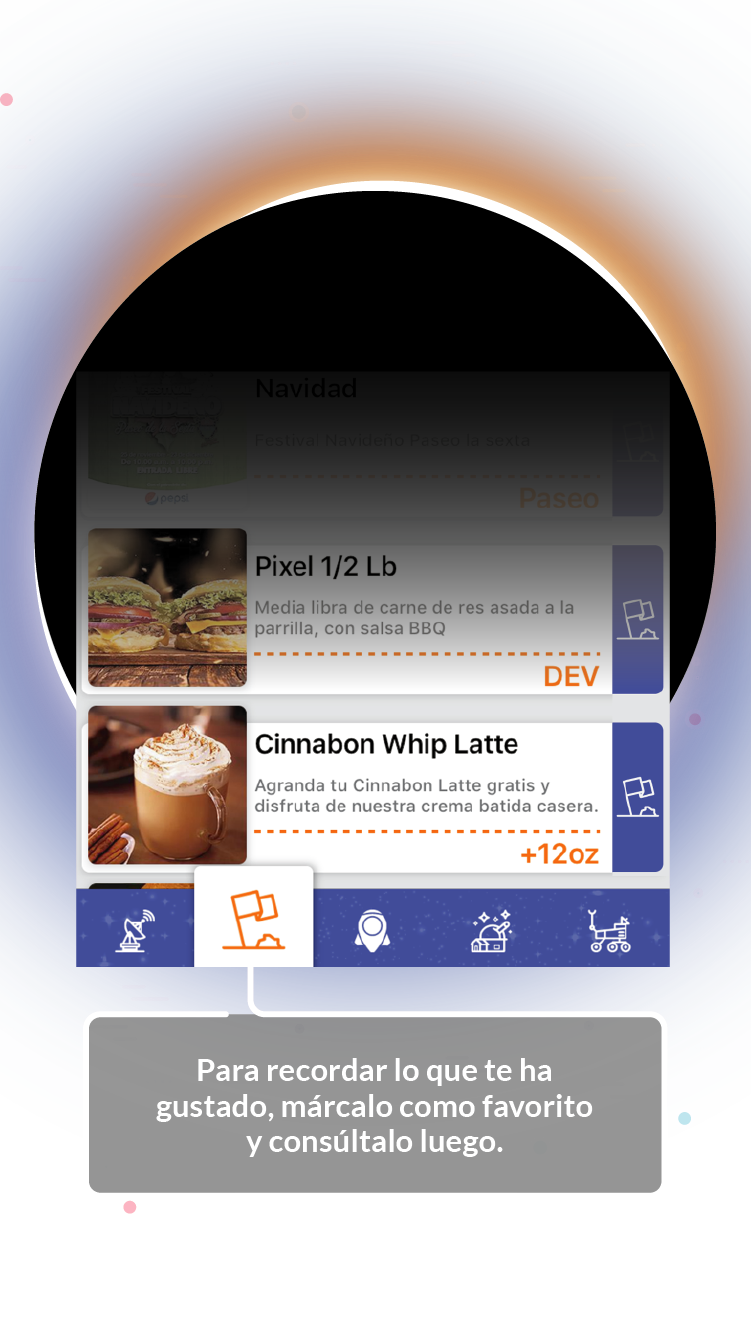 Navidad
Festival Navideño Paseo la sexta
Paseo
pepsi
Pixel 1/2 Lb
Media libra de carne de res asada a la
parrilla, con salsa BBQ
DEV
Cinnabon Whip Latte
Agranda tu Cinnabon Latte gratis y
disfruta de nuestra crema batida casera.
+12oz
Para recordar lo que te ha
gustado, márcalo como favorito
y consúltalo luego.